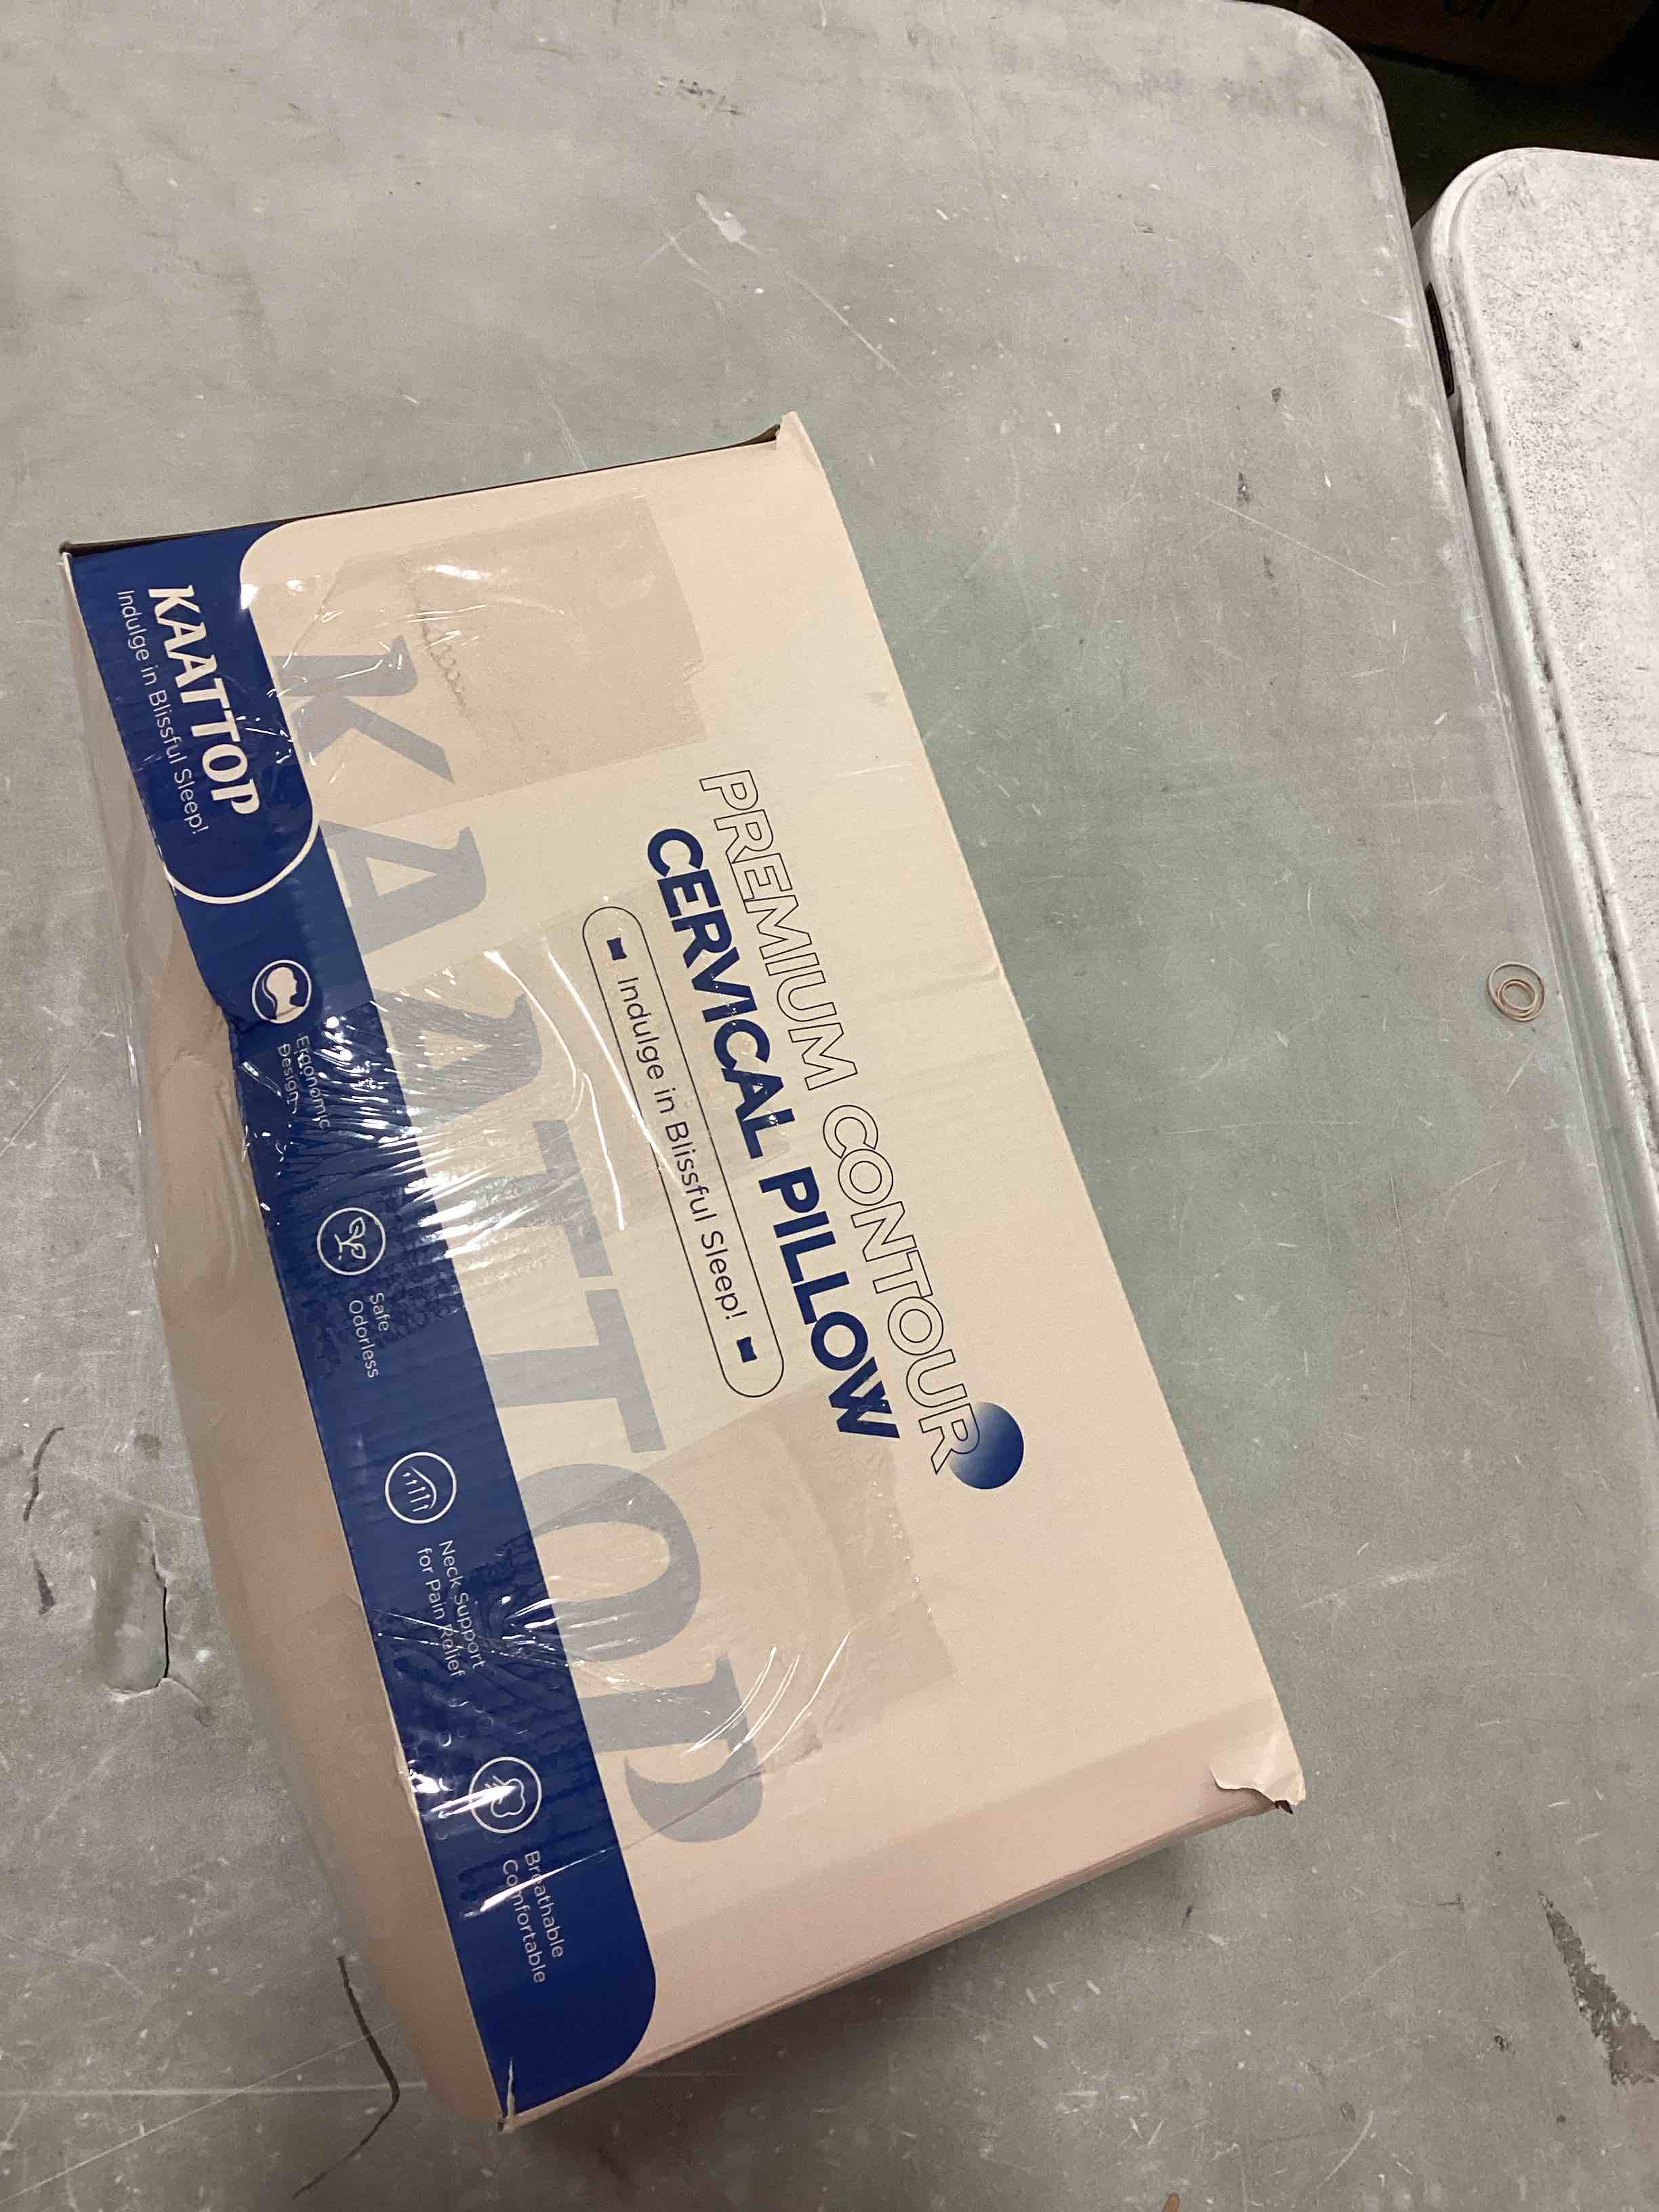 PREMIUM CONTOUR
CERVICAL PILLOW
Indulge in Blissful Sleep!
KAATTOP
KAATTOP
Indulge in Blissful Sleep!
Ergonomic
Design
Safe
Odorless
Neck Support
for Pain Relief
Breathable
Comfortable